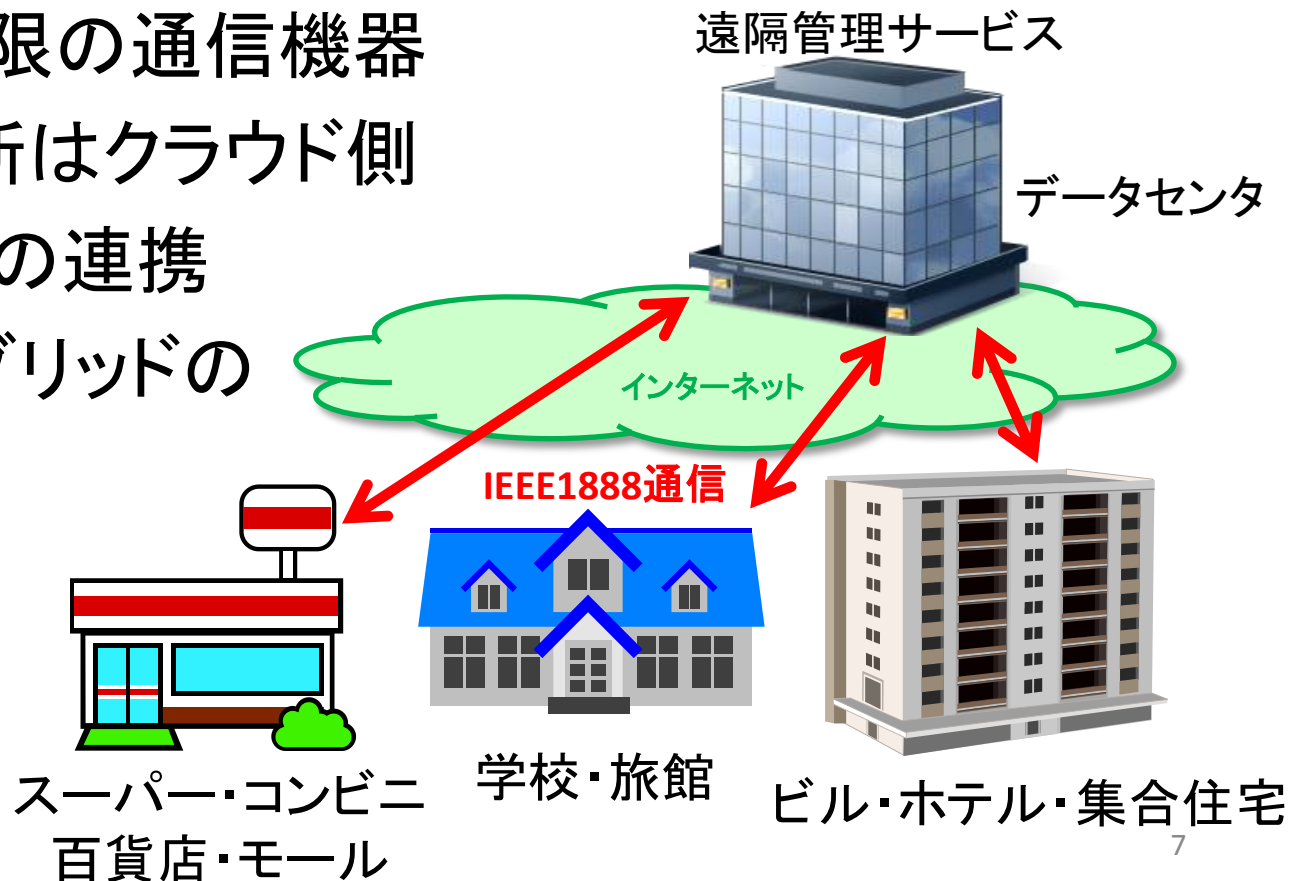 限の通信機器
新はクラウド側
の連携
グリッドの
遠隔管理サービス
データセンタ
インターネット
IEEE1888通信
スーパー・コンビニ
百貨店・モール
学校・旅館
ビル・ホテル・集合住宅
7